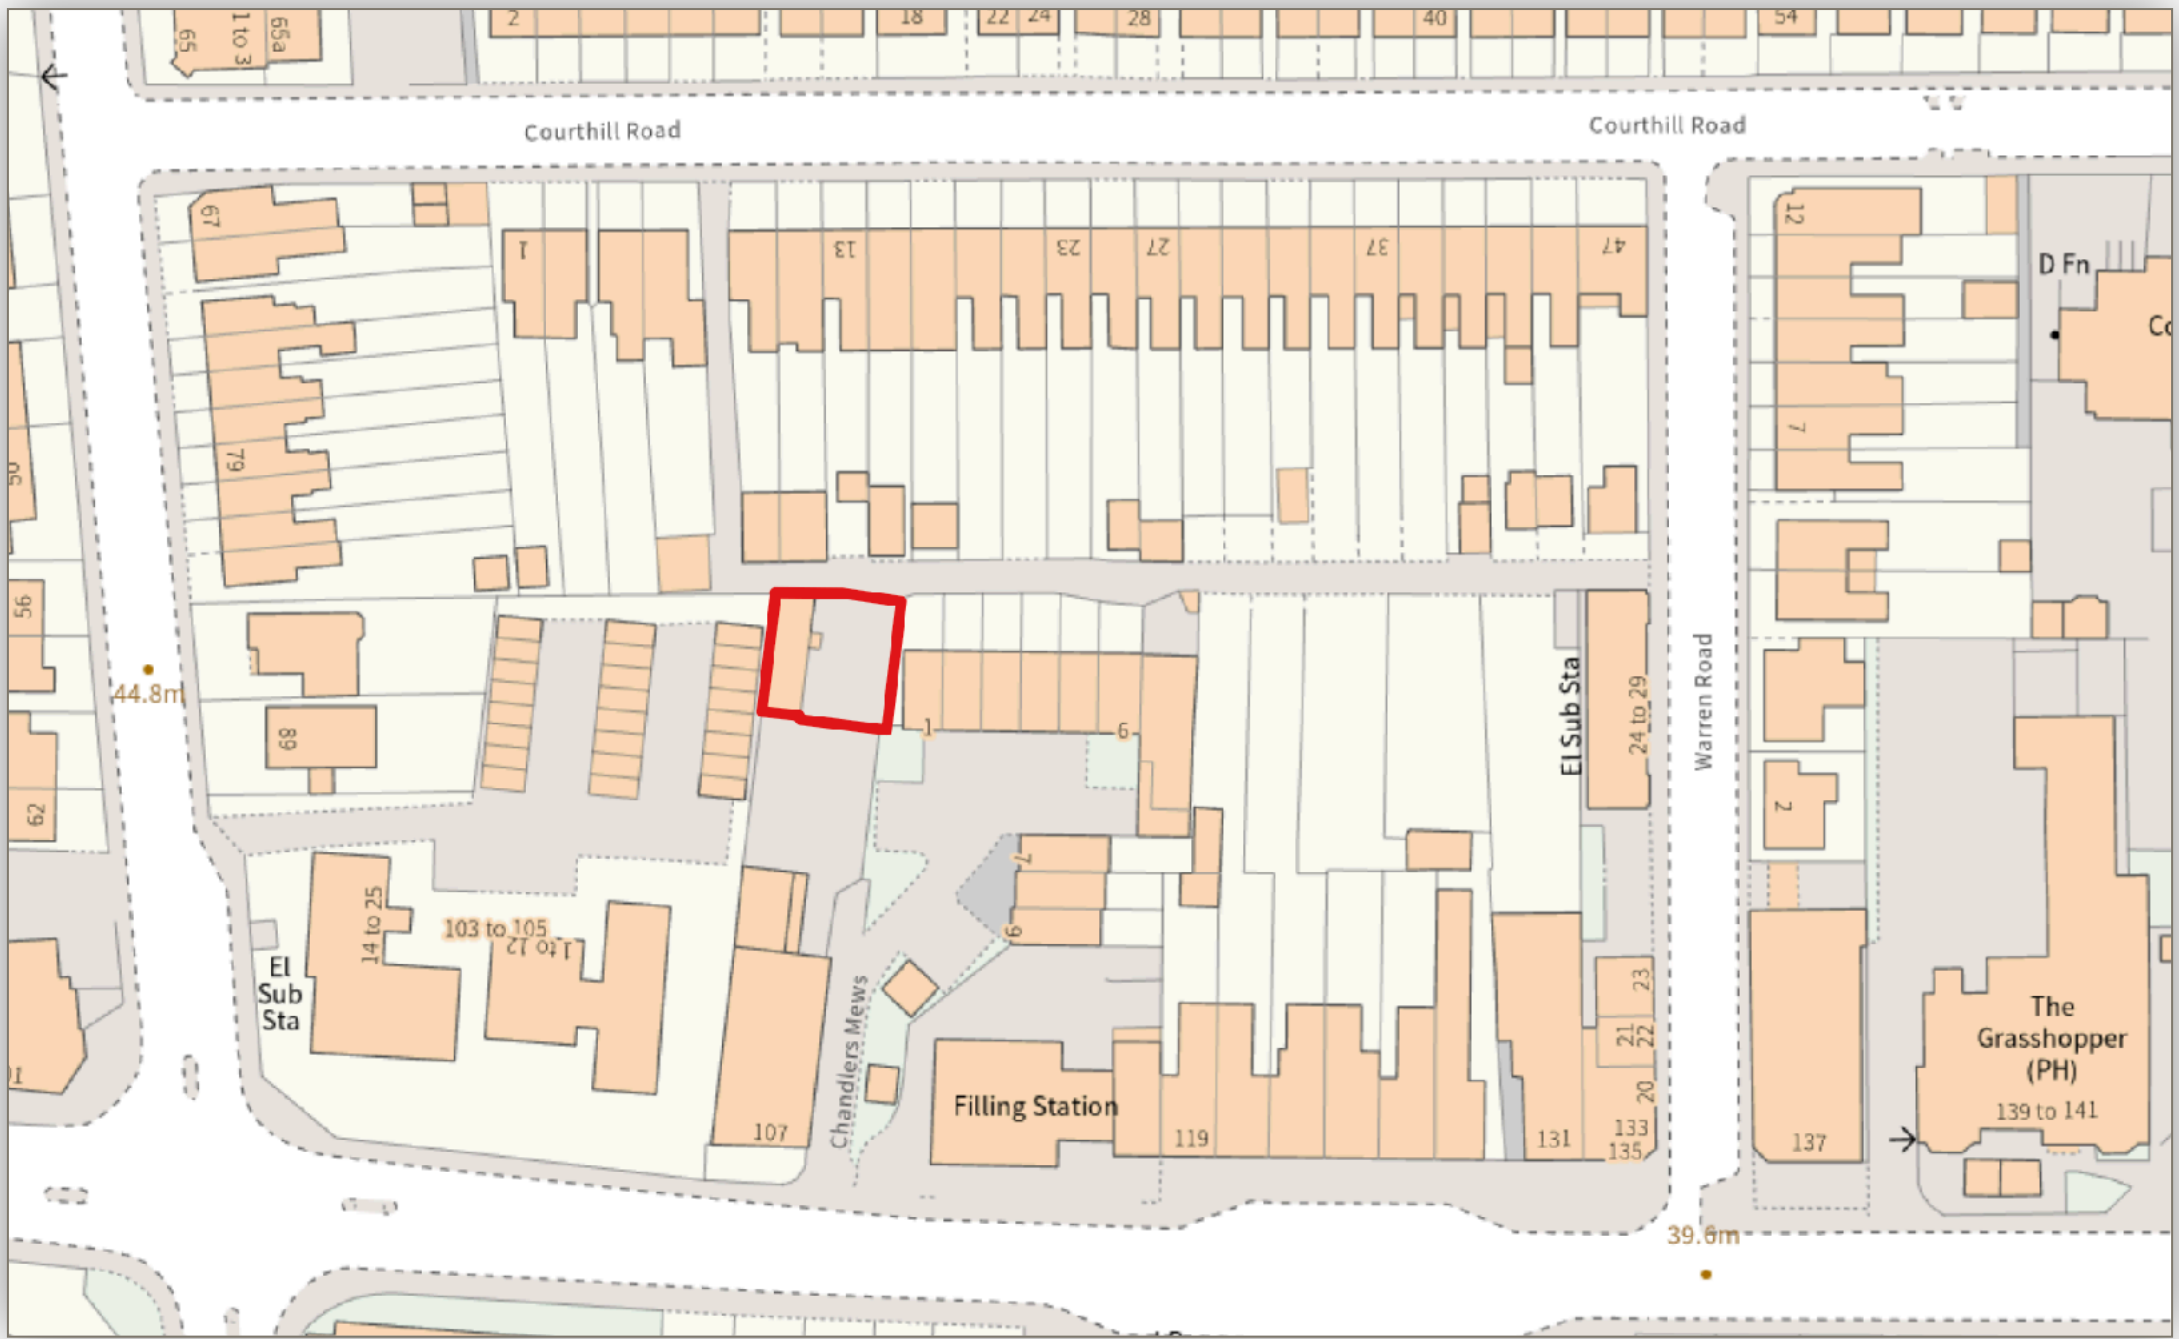 65
1 to 3
65a
2
18
22
24
28
40
54
Courthill Road
Courthill Road
67
1
13
23
27
37
47
12
D Fn
79
7
56
44.8m
89
62
1
6
El Sub Sta
24 to 29
Warren Road
2
14 to 25
103 to 105
1 to 12
El
Sub
Sta
7
9
Chandlers Mews
107
Filling Station
119
131
23
21
22
20
133
135
137
The
Grasshopper
(PH)
139 to 141
39.6m